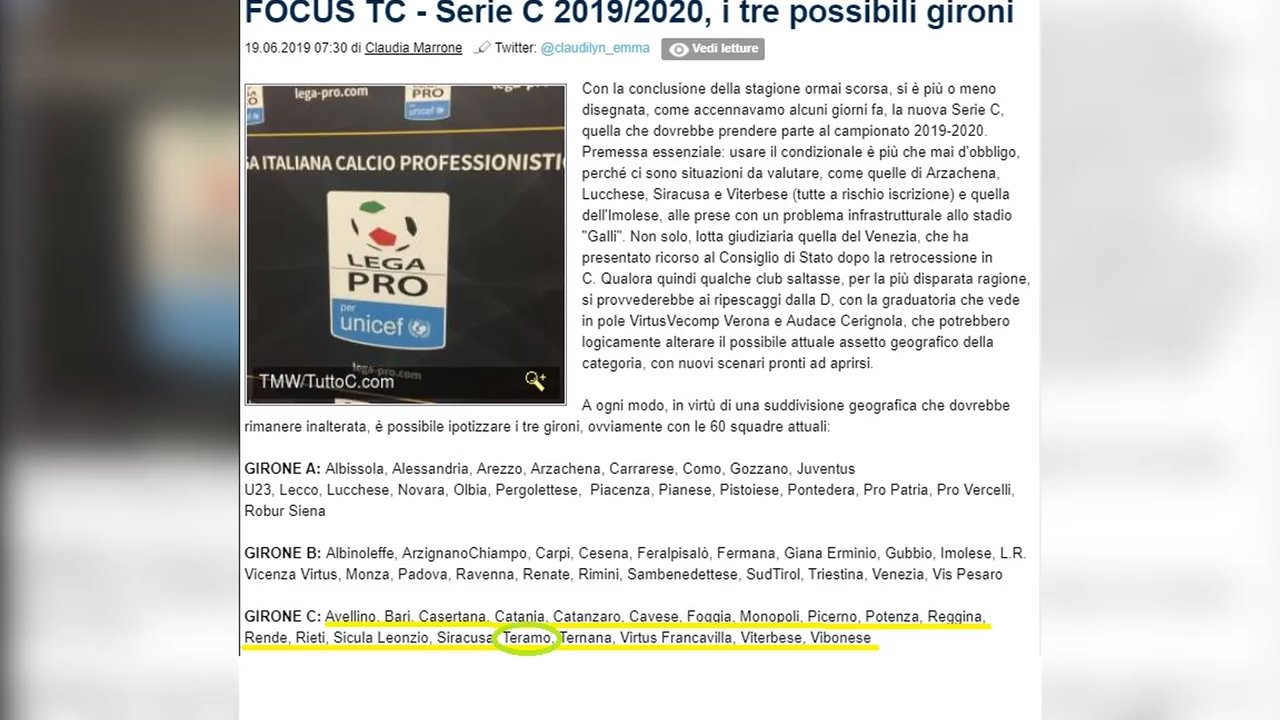 FOCUS TC - Serie C 2019/2020, i tre possibili gironi
19.06.2019 07:30 di Claudia Marrone Twitter: @claudilyn_emma Vedi letture
lega-pro.com
unicef
SA ITALIANA CALCIO PROFESSIONISTI
LEGA
PRO
per
unicef
lega-pro.com
TMW/TuttoC.com
Con la conclusione della stagione ormai scorsa, si è più o meno
disegnata, come accennavamo alcuni giorni fa, la nuova Serie C,
quella che dovrebbe prendere parte al campionato 2019-2020.
Premessa essenziale: usare il condizionale è più che mai d'obbligo,
perché ci sono situazioni da valutare, come quelle di Arzachena,
Lucchese, Siracusa e Viterbese (tutte a rischio iscrizione) e quella
dell'Imolese, alle prese con un problema infrastrutturale allo stadio
"Galli". Non solo, lotta giudiziaria quella del Venezia, che ha
presentato ricorso al Consiglio di Stato dopo la retrocessione in
C. Qualora quindi qualche club saltasse, per la più disparata ragione,
si provvederebbe ai ripescaggi dalla D, con la graduatoria che vede
in pole VirtusVecomp Verona e Audace Cerignola, che potrebbero
logicamente alterare il possibile attuale assetto geografico della
categoria, con nuovi scenari pronti ad aprirsi.
A ogni modo, in virtù di una suddivisione geografica che dovrebbe
rimanere inalterata, è possibile ipotizzare i tre gironi, ovviamente con le 60 squadre attuali:
GIRONE A: Albissola, Alessandria, Arezzo, Arzachena, Carrarese, Como, Gozzano, Juventus
U23, Lecco, Lucchese, Novara, Olbia, Pergolettese, Piacenza, Pianese, Pistoiese, Pontedera, Pro Patria, Pro Vercelli,
Robur Siena
GIRONE B: Albinoleffe, ArzignanoChiampo, Carpi, Cesena, Feralpisalò, Fermana, Giana Erminio, Gubbio, Imolese, L.R.
Vicenza Virtus, Monza, Padova, Ravenna, Renate, Rimini, Sambenedettese, SudTirol, Triestina, Venezia, Vis Pesaro
GIRONE C: Avellino, Bari, Casertana, Catania, Catanzaro, Cavese, Foggia, Monopoli, Picerno, Potenza, Reggina,
Rende, Rieti, Sicula Leonzio, Siracusa, Teramo, Ternana, Virtus Francavilla, Viterbese, Vibonese